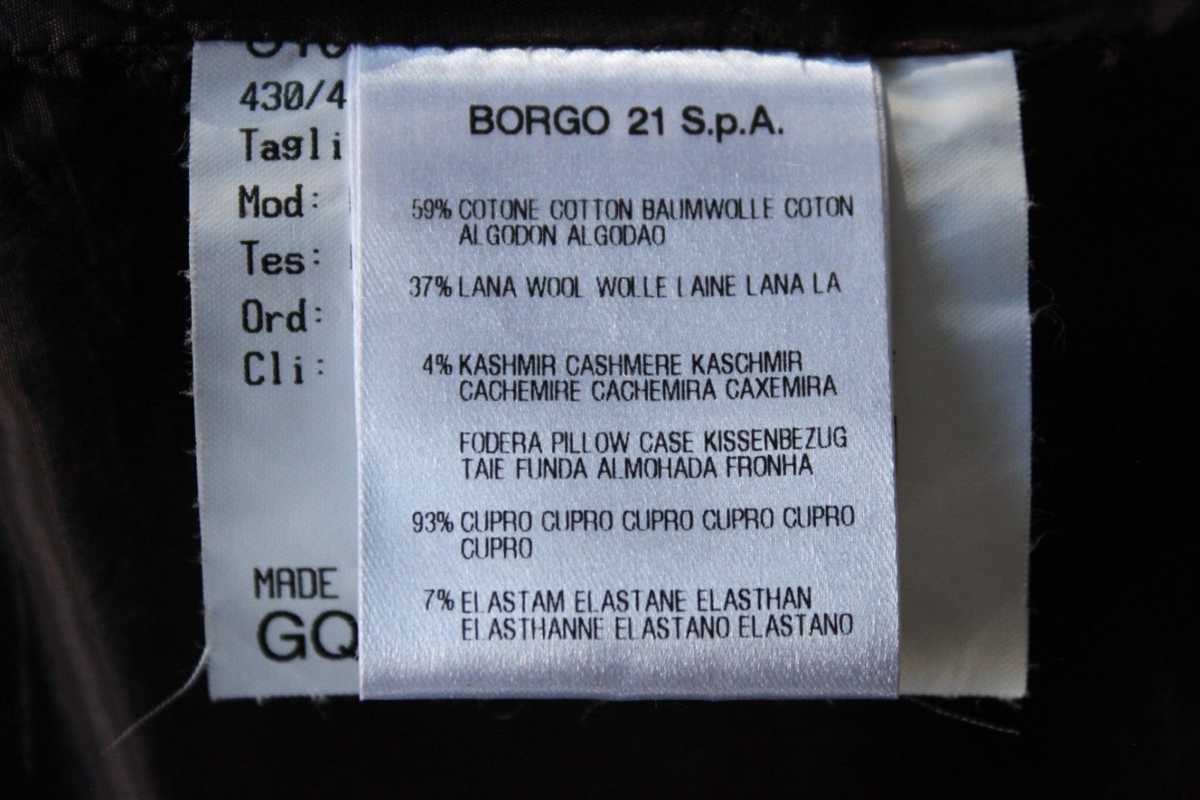 430/4
Tagli
Mod:
Tes:
Ord:
Cli:
MADE
GQ
BORGO 21 S.p.A.
59% COTONE COTTON BAUMWOLLE COTON
ALGODON ALGODAO
37% LANA WOOL WOLLE LAINE LANA LA
4% KASHMIR CASHMERE KASCHMIR
CACHEMIRE CACHEMIRA CAXEMIRA
FODERA PILLOW CASE KISSENBEZUG
TAIE FUNDA ALMOHADA FRONHA
93% CUPRO CUPRO CUPRO CUPRO CUPRO
CUPRO
7% ELASTAM ELASTANE ELASTHAN
ELASTHANNE ELASTANO ELASTANO